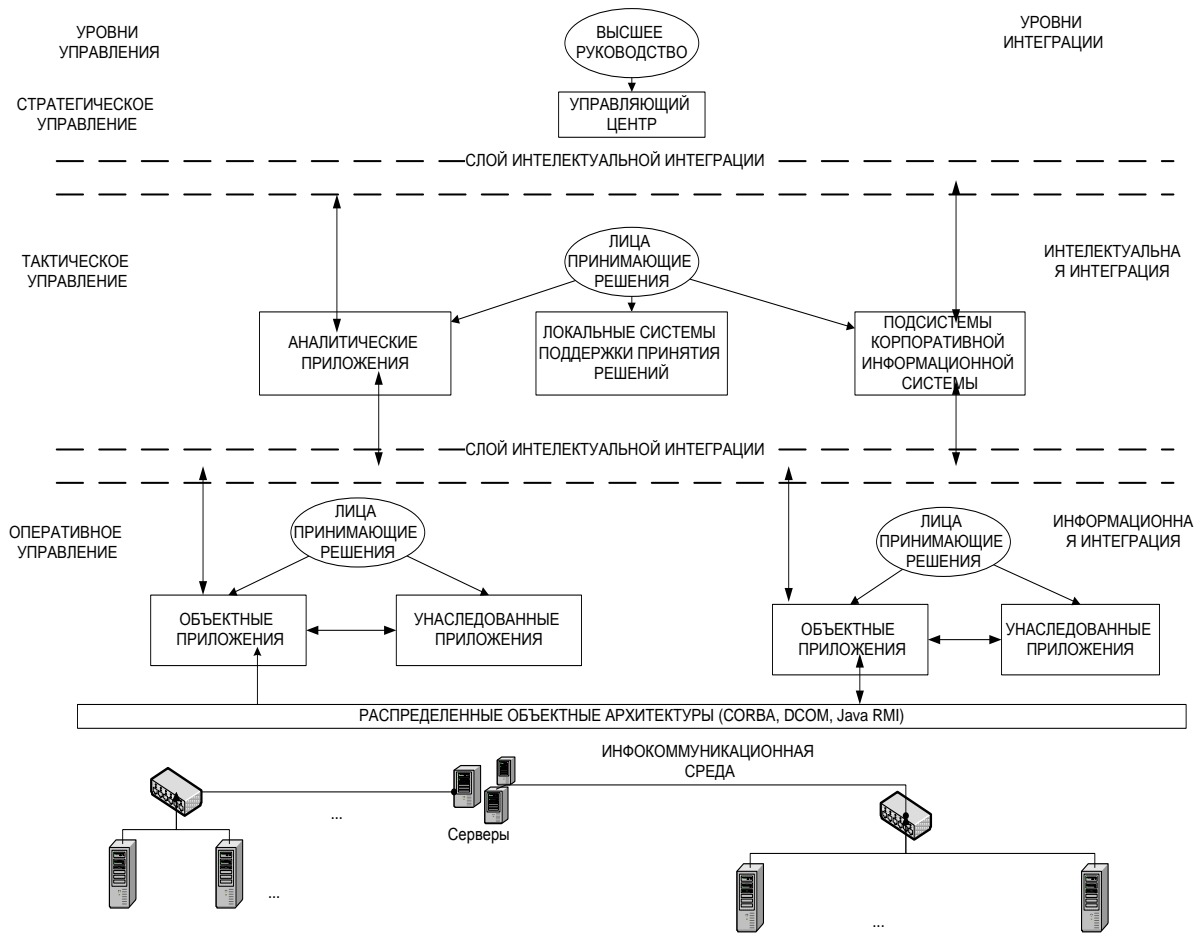 УРОВНИ
УПРАВЛЕНИЯ
ВЫСШЕЕ
РУКОВОДСТВО
УРОВНИ
ИНТЕГРАЦИИ
СТРАТЕГИЧЕСКОЕ
УПРАВЛЕНИЕ
УПРАВЛЯЮЩИЙ
ЦЕНТР
СЛОЙ ИНТЕЛЕКТУАЛЬНОЙ ИНТЕГРАЦИИ
ТАКТИЧЕСКОЕ
УПРАВЛЕНИЕ
ЛИЦА
ПРИНИМАЮЩИЕ
РЕШЕНИЯ
ИНТЕЛЕКТУАЛЬНА
Я ИНТЕГРАЦИЯ
АНАЛИТИЧЕСКИЕ
ПРИЛОЖЕНИЯ
ЛОКАЛЬНЫЕ СИСТЕМЫ
ПОДДЕРЖКИ ПРИНЯТИЯ
РЕШЕНИЙ
ПОДСИСТЕМЫ
КОРПОРАТИВНОЙ
ИНФОРМАЦИОННОЙ
СИСТЕМЫ
СЛОЙ ИНТЕЛЕКТУАЛЬНОЙ ИНТЕГРАЦИИ
ОПЕРАТИВНОЕ
УПРАВЛЕНИЕ
ЛИЦА
ПРИНИМАЮЩИЕ
РЕШЕНИЯ
ЛИЦА
ПРИНИМАЮЩИЕ
РЕШЕНИЯ
ИНФОРМАЦИОННА
Я ИНТЕГРАЦИЯ
ОБЪЕКТНЫЕ
ПРИЛОЖЕНИЯ
УНАСЛЕДОВАННЫЕ
ПРИЛОЖЕНИЯ
ОБЪЕКТНЫЕ
ПРИЛОЖЕНИЯ
УНАСЛЕДОВАННЫЕ
ПРИЛОЖЕНИЯ
РАСПРЕДЕЛЕННЫЕ ОБЪЕКТНЫЕ АРХИТЕКТУРЫ (CORBA, DCOM, Java RMI)
ИНФОКОММУНИКАЦИОННАЯ
СРЕДА
...
Серверы
...
...